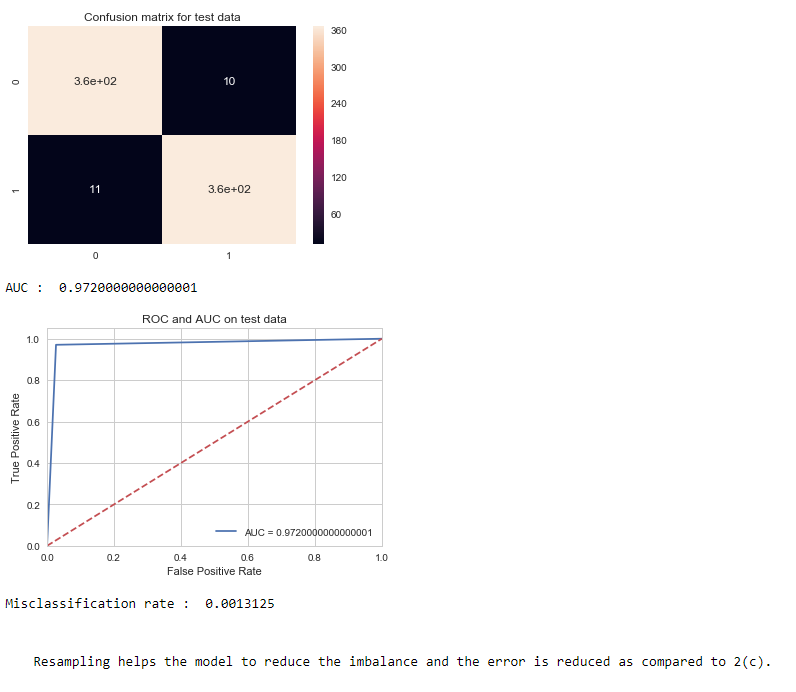 Confusion matrix for test data
0
3.6e+02
10
1
11
3.6e+02
0
1
360
300
240
180
120
60
AUC :  0.9720000000000001
ROC and AUC on test data
True Positive Rate
1.0
0.8
0.6
0.4
0.2
0.0
AUC = 0.9720000000000001
0.0 0.2 0.4 0.6 0.8 1.0
False Positive Rate
Misclassification rate :  0.0013125
Resampling helps the model to reduce the imbalance and the error is reduced as compared to 2(c).